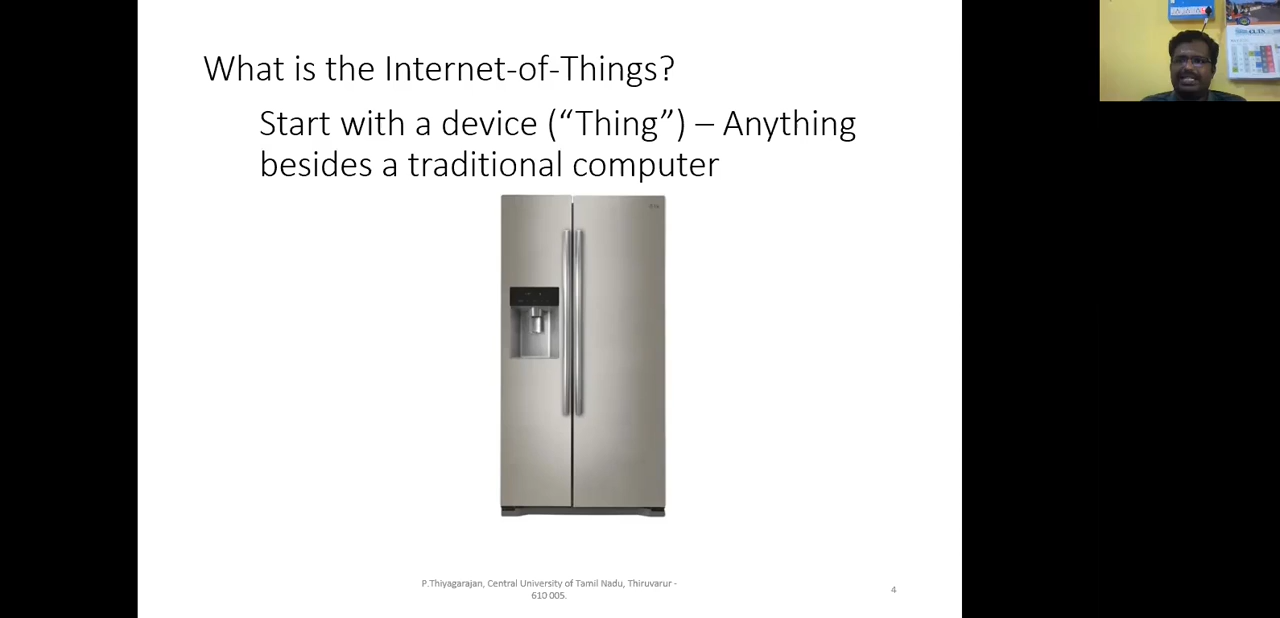 What is the Internet-of-Things?
Start with a device (“Thing”) – Anything
besides a traditional computer
P.Thiyagarajan, Central University of Tamil Nadu, Thiruvarur -
610 005.
4